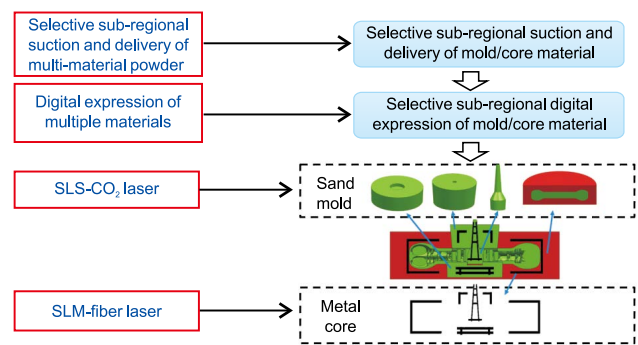 Selective sub-regional
suction and delivery of
multi-material powder
Selective sub-regional suction and
delivery of mold/core material
Digital expression of
multiple materials
Selective sub-regional digital
expression of mold/core material
SLS-CO₂ laser
Sand
mold
SLM-fiber laser
Metal
core